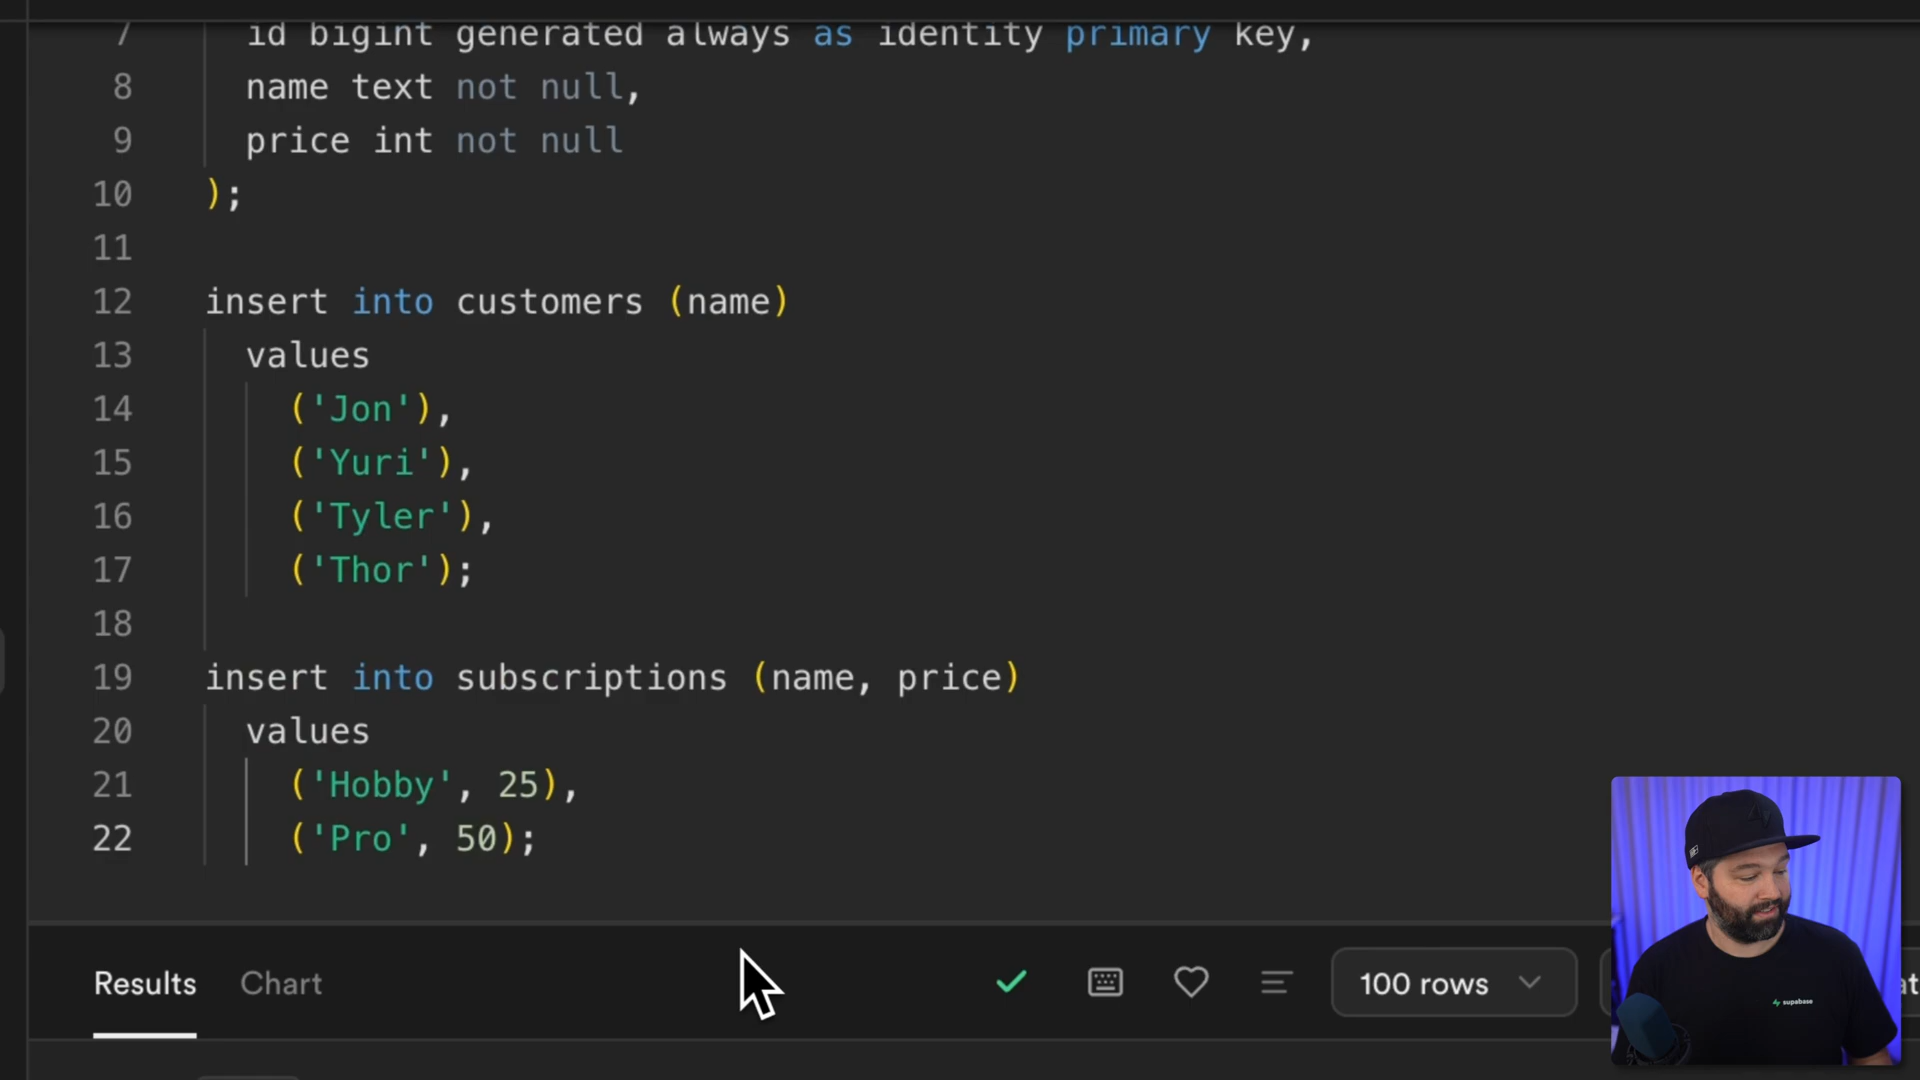 7 id bigint generated always as identity primary key,
8 name text not null,
9 price int not null
10 );
11
12 insert into customers (name)
13 values
14 ('Jon'),
15 ('Yuri'),
16 ('Tyler'),
17 ('Thor');
18
19 insert into subscriptions (name, price)
20 values
21 ('Hobby', 25),
22 ('Pro', 50);
Results Chart 100 rows
supabase